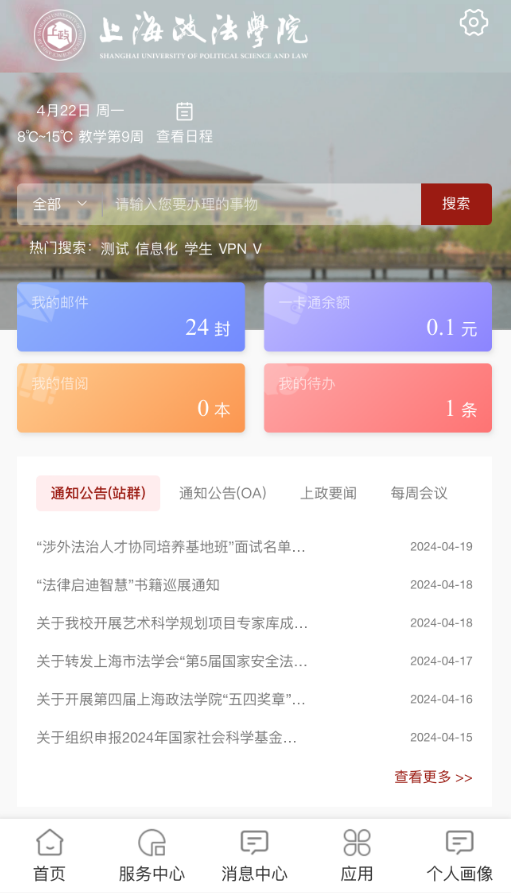 上海政法學院
SHANGHAI UNIVERSITY OF POLITICAL SCIENCE AND LAW
4月22日 周一
8℃~15℃ 教学第9周 查看日程
全部 请输入您要办理的事物 搜索
热门搜索： 测试 信息化 学生 VPN V
我的邮件 一卡通余额
24 封 0.1 元
我的借阅 我的待办
0 本 1 条
通知公告(站群) 通知公告(OA) 上政要闻 每周会议
“涉外法治人才协同培养基地班”面试名单… 2024-04-19
“法律启迪智慧”书籍巡展通知 2024-04-18
关于我校开展艺术科学规划项目专家库成… 2024-04-18
关于转发上海市法学会“第5届国家安全法… 2024-04-17
关于开展第四届上海政法学院“五四奖章”… 2024-04-16
关于组织申报2024年国家社会科学基金… 2024-04-15
查看更多 >>
首页 服务中心 消息中心 应用 个人画像